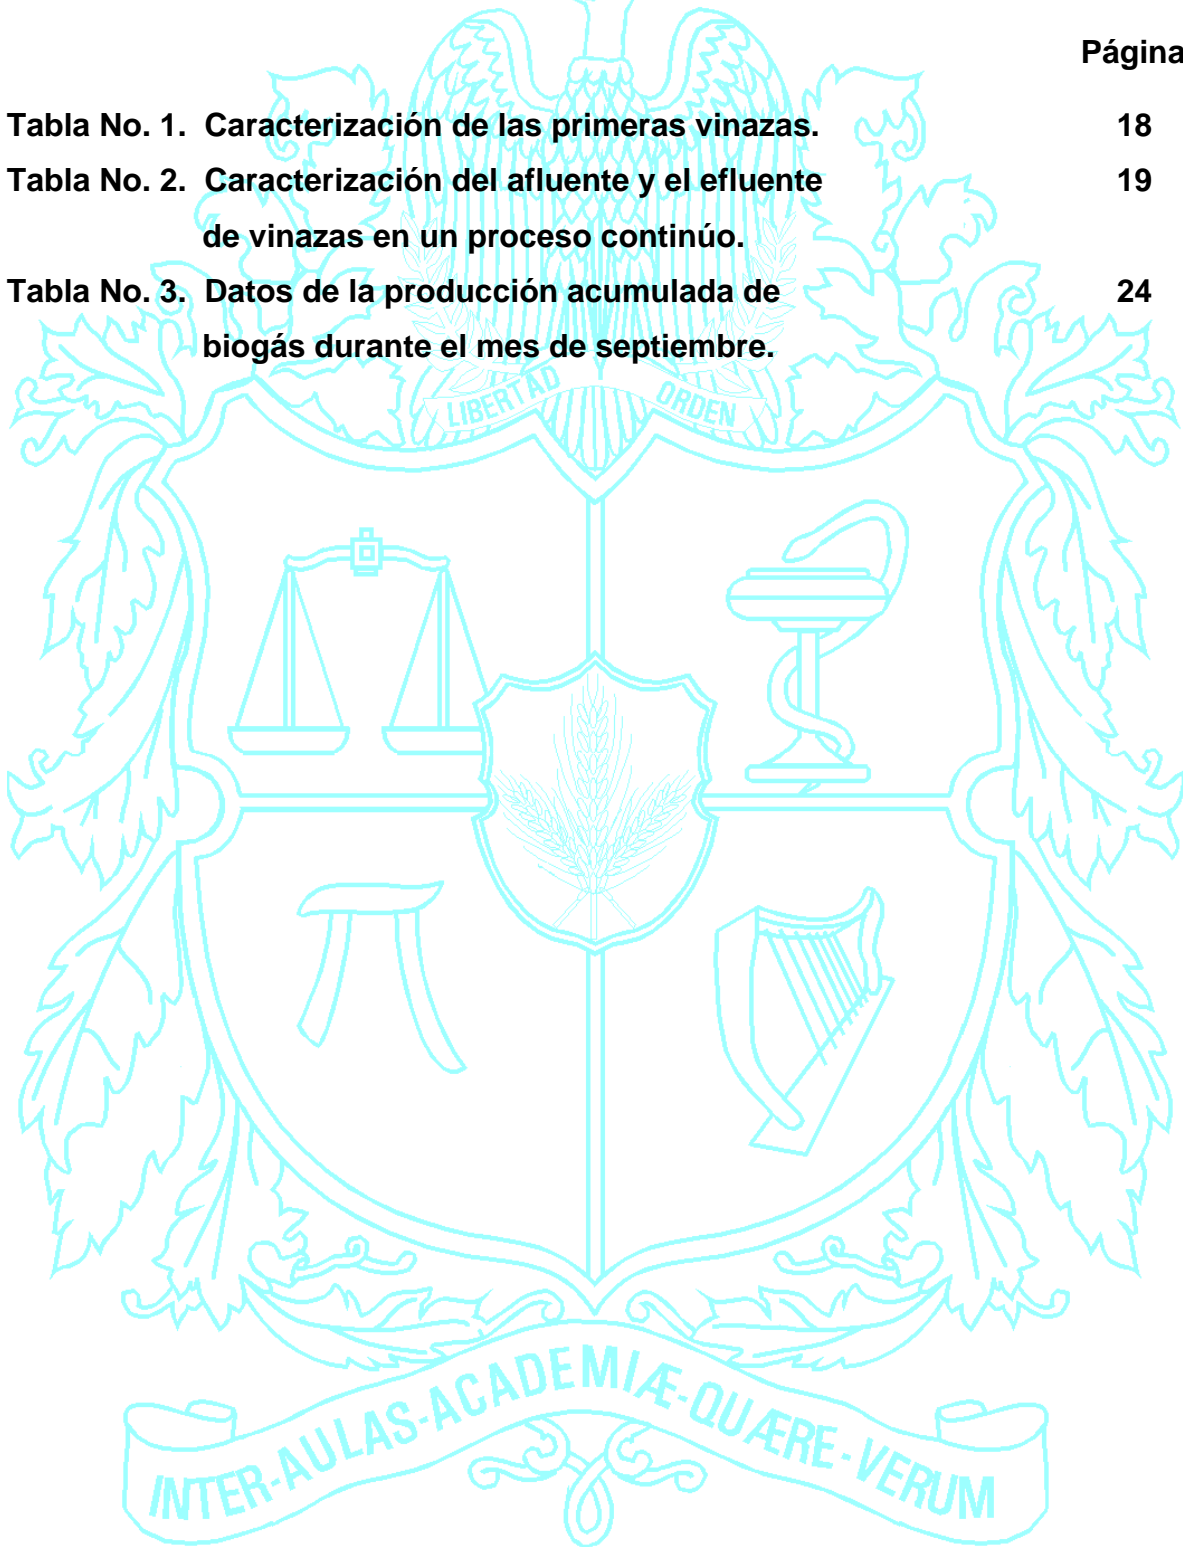 Página
Tabla No. 1. Caracterización de las primeras vinazas. 18
Tabla No. 2. Caracterización del afluente y el efluente 19
de vinazas en un proceso continúo.
Tabla No. 3. Datos de la producción acumulada de 24
biogás durante el mes de septiembre.
LIBERTAD ORDEN
INTER-AULAS-ACADEMIÆ-QUÆRE-VERUM